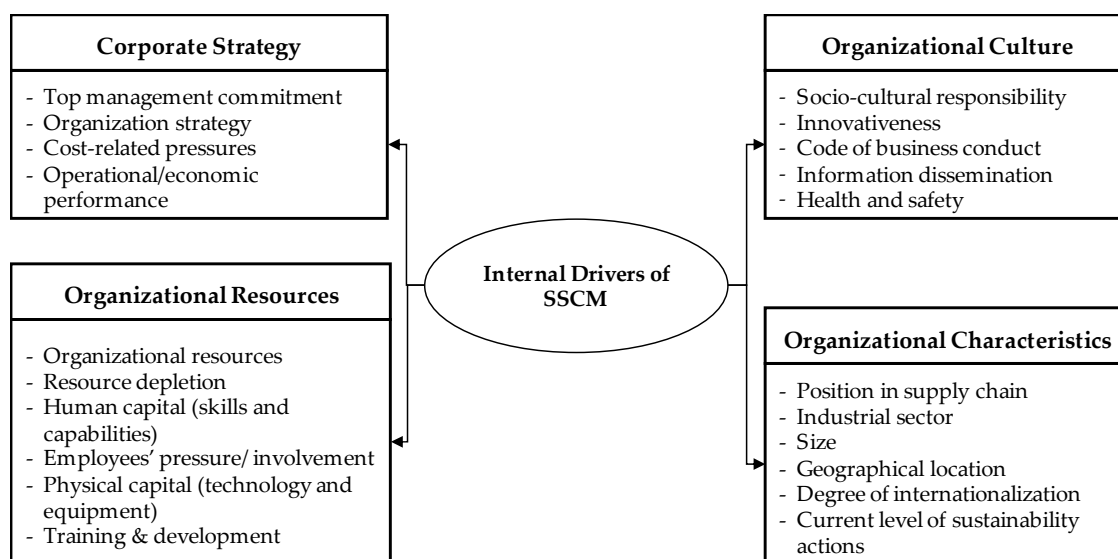 Corporate Strategy
- Top management commitment
- Organization strategy
- Cost-related pressures
- Operational/economic
performance
Organizational Culture
- Socio-cultural responsibility
- Innovativeness
- Code of business conduct
- Information dissemination
- Health and safety
Internal Drivers of
SSCM
Organizational Resources
- Organizational resources
- Resource depletion
- Human capital (skills and
capabilities)
- Employees' pressure/ involvement
- Physical capital (technology and
equipment)
- Training & development
Organizational Characteristics
- Position in supply chain
- Industrial sector
- Size
- Geographical location
- Degree of internationalization
- Current level of sustainability
actions